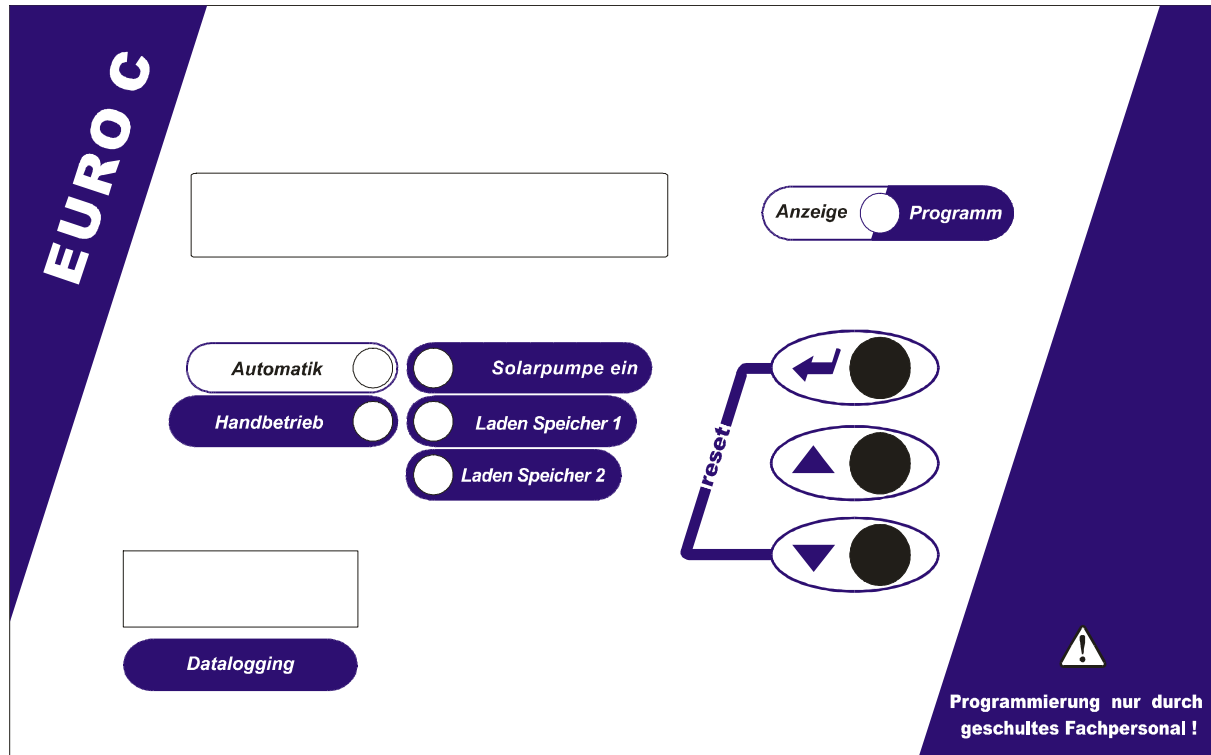 EURO C
Anzeige Programm
Automatik Solarpumpe ein
Handbetrieb Laden Speicher 1
Laden Speicher 2
reset
Datalogging
Programmierung nur durch
geschultes Fachpersonal !